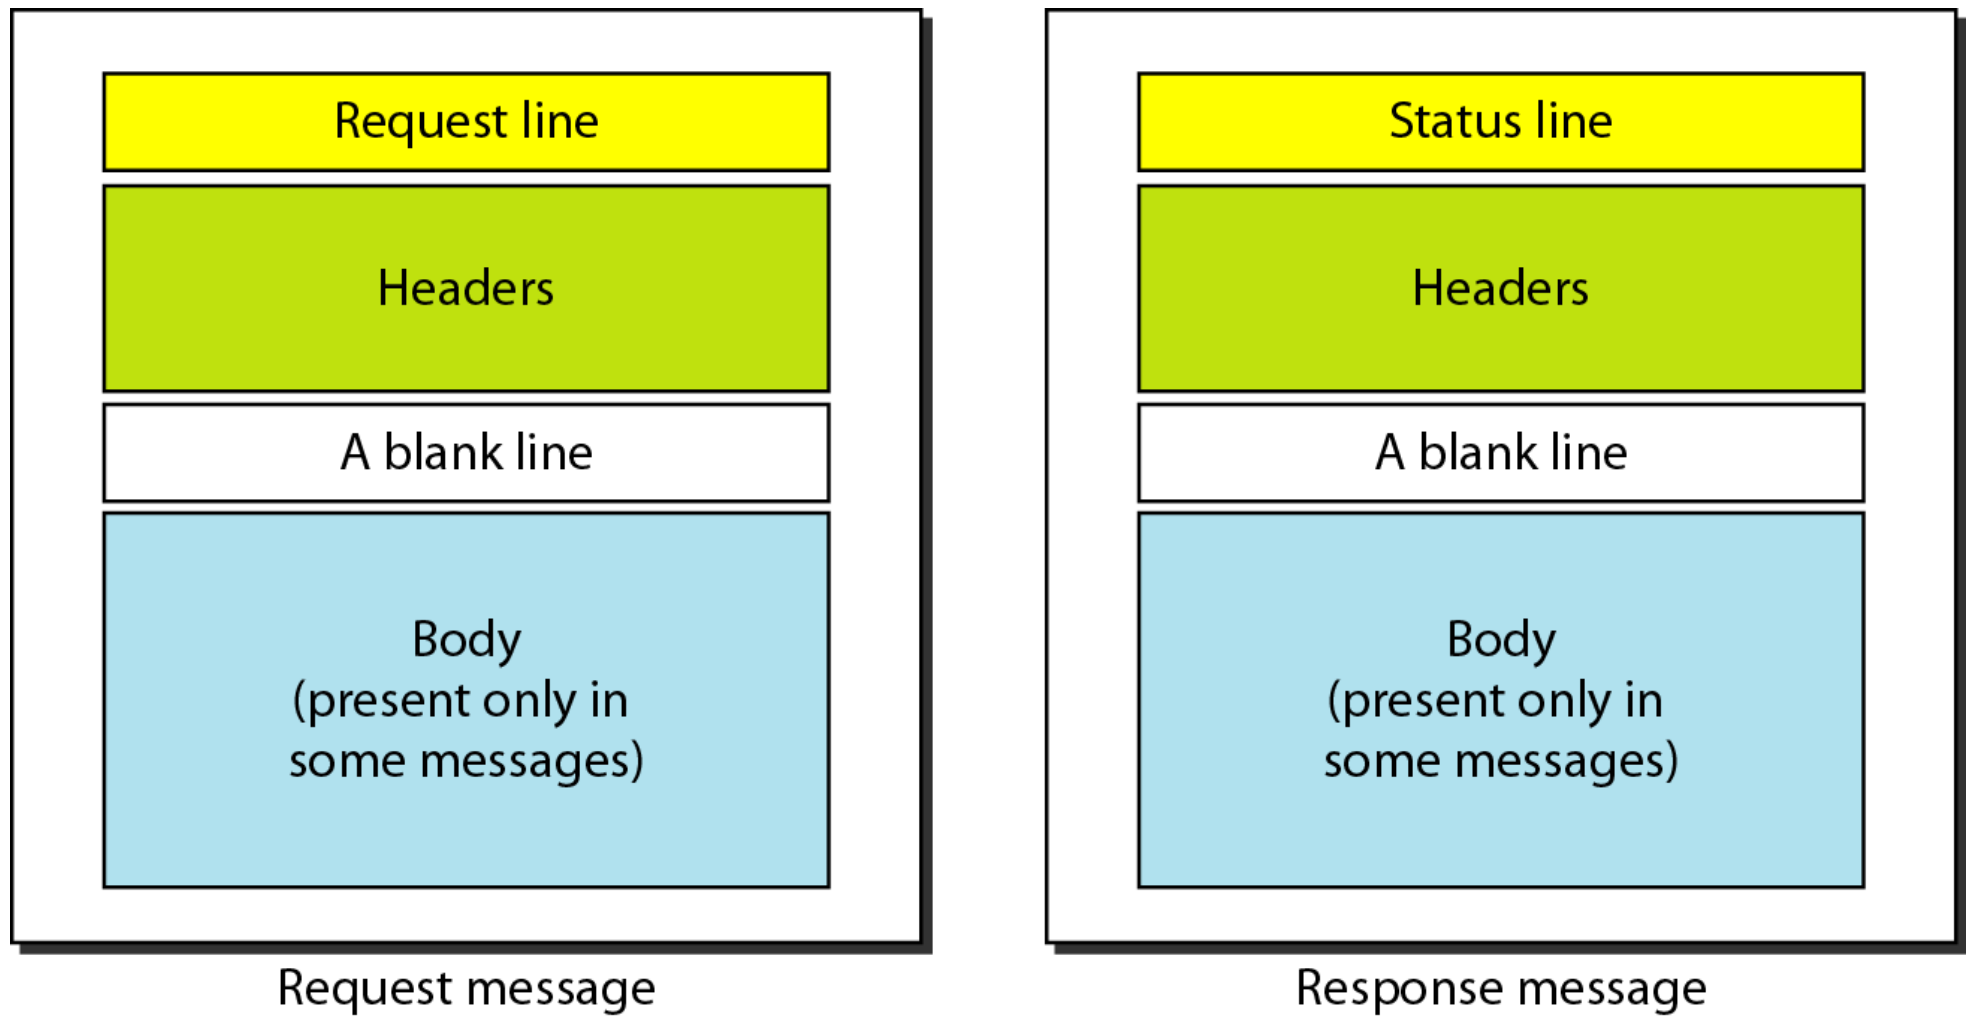 Request line
Headers
A blank line
Body
(present only in
some messages)
Request message
Status line
Headers
A blank line
Body
(present only in
some messages)
Response message